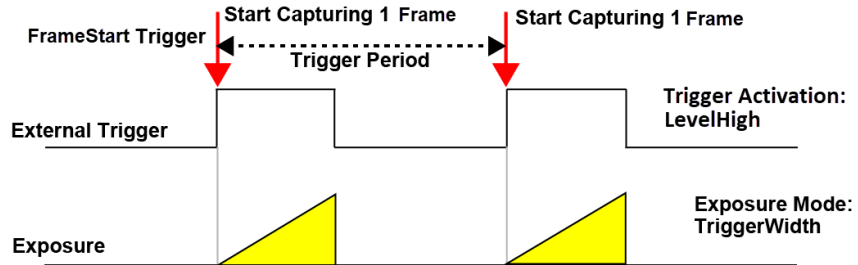 Start Capturing 1 Frame
Start Capturing 1 Frame
FrameStart Trigger
Trigger Period
Trigger Activation:
LevelHigh
External Trigger
Exposure Mode:
TriggerWidth
Exposure